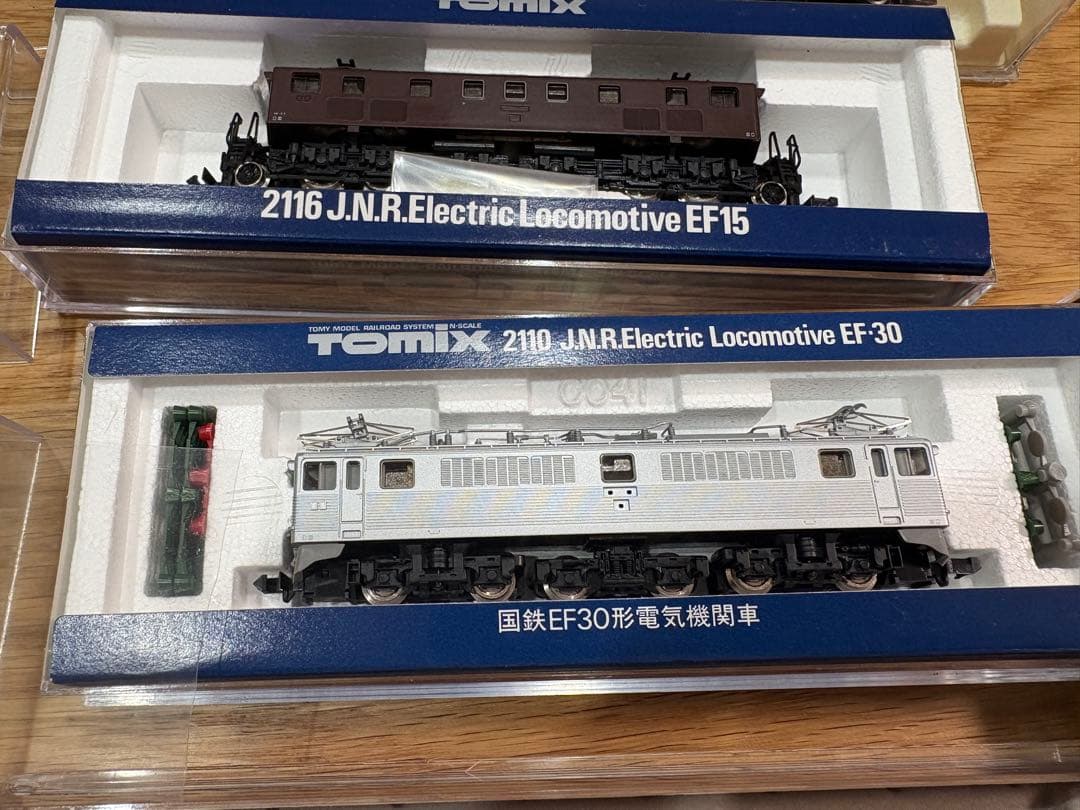 TOMIX
2116 J.N.R.Electric Locomotive EF15
TOMY MODEL RAILROAD SYSTEM N-SCALE
TOMIX 2110 J.N.R.Electric Locomotive EF-30
C041
国鉄EF30形電気機関車